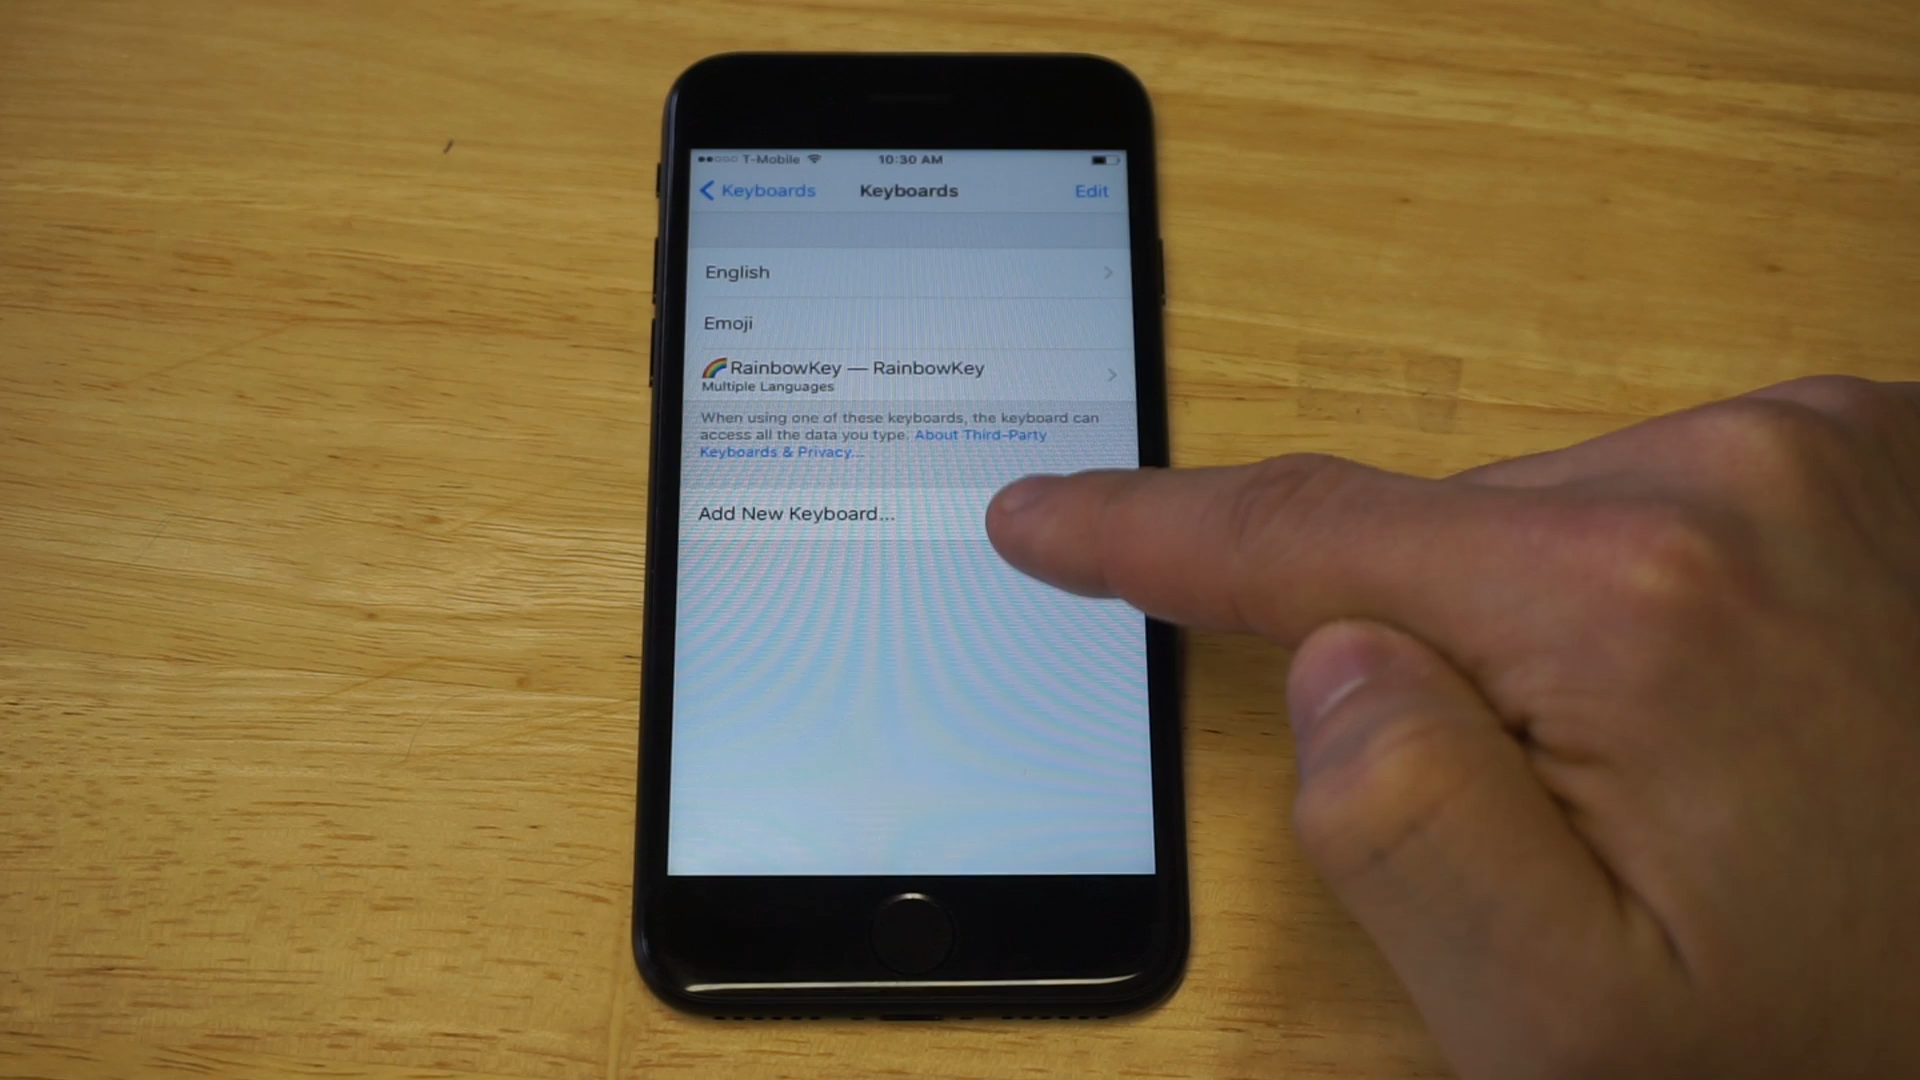 T-Mobile 10:30 AM
Keyboards Keyboards Edit
English
Emoji
RainbowKey — RainbowKey
Multiple Languages
When using one of these keyboards, the keyboard can
access all the data you type. About Third-Party
Keyboards & Privacy...
Add New Keyboard...